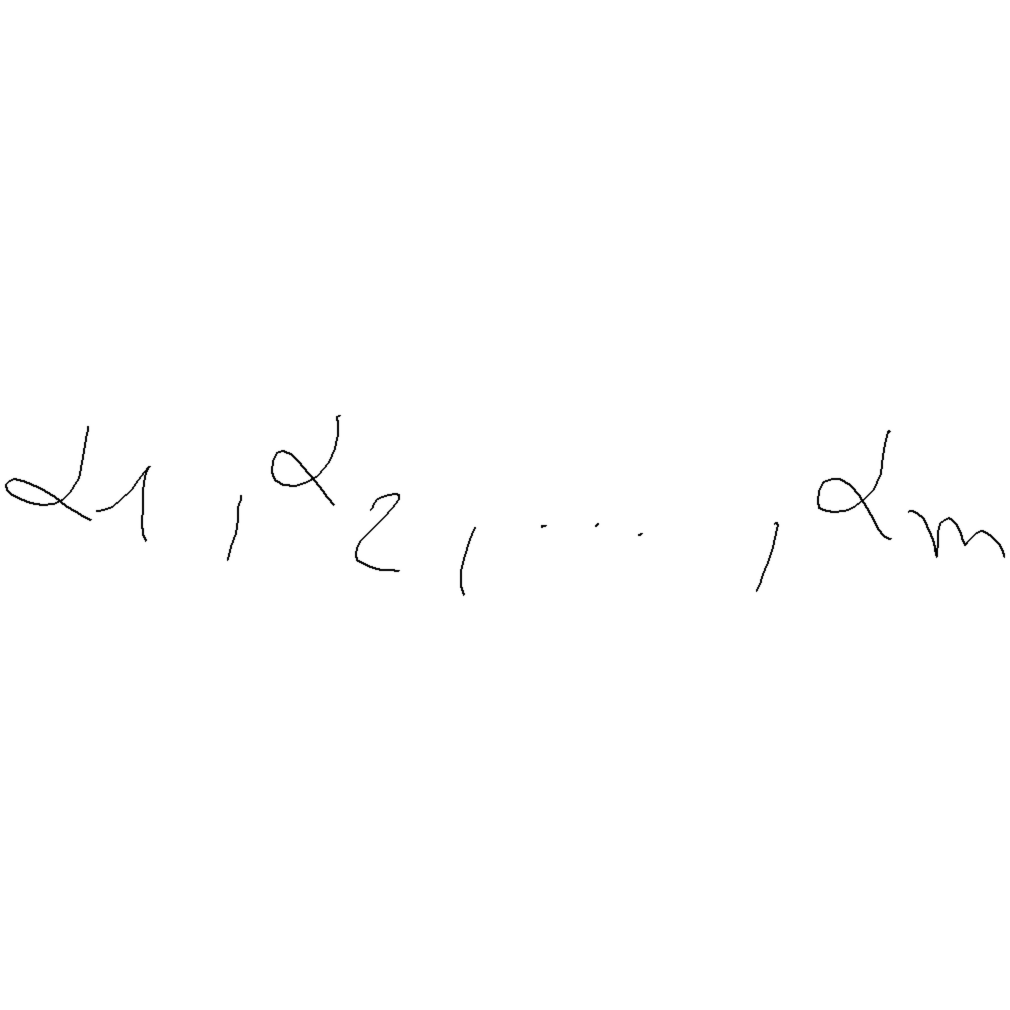 α₁, α₂, ..., αₘ